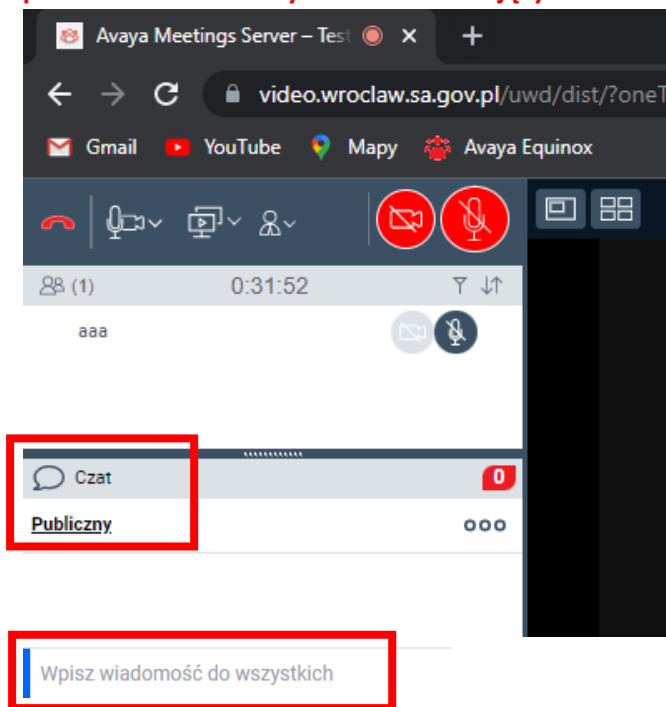 Avaya Meetings Server – Test
video.wroclaw.sa.gov.pl/uwd/dist/?oneT
Gmail YouTube Mapy Avaya Equinox
(1) 0:31:52
aaa
Czat 0
Publiczny
Wpisz wiadomość do wszystkich